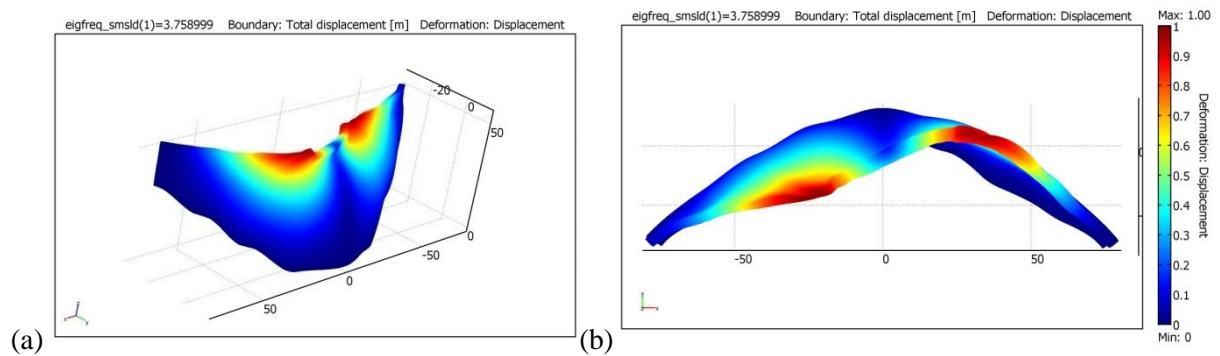 eigfreq_smsld(1)=3.758999 Boundary: Total displacement [m] Deformation: Displacement
-20
0
50
0
-50
0
50
x
y
z
(a)
eigfreq_smsld(1)=3.758999 Boundary: Total displacement [m] Deformation: Displacement
-50
0
50
y
z
x
(b)
Max: 1.00
1
0.9
0.8
0.7
0.6
0.5
0.4
0.3
0.2
0.1
0
Min: 0
Deformation: Displacement